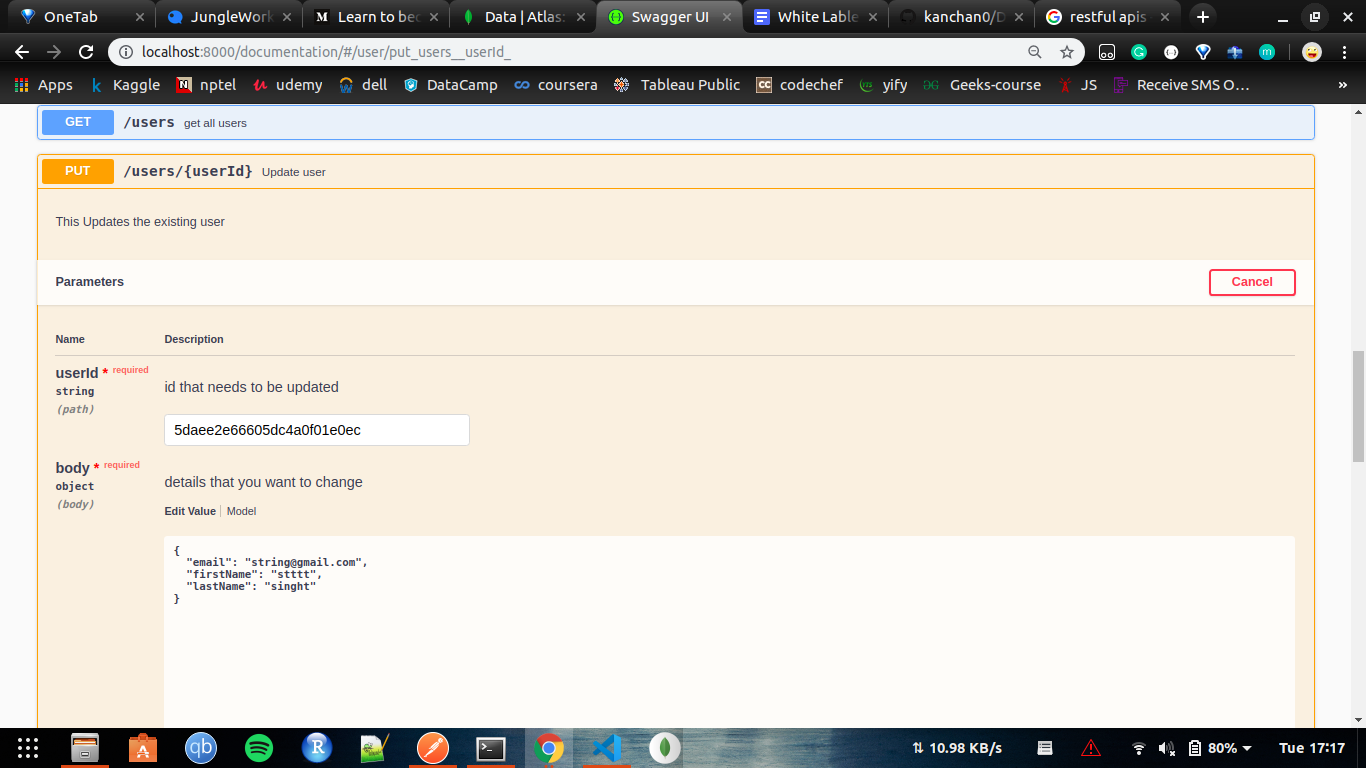 OneTab
JungleWork
Learn to bec
Data | Atlas:
Swagger UI
White Lable
kanchan0/D
restful apis
localhost:8000/documentation/#/user/put_users__userId_
Apps
Kaggle
nptel
udemy
dell
DataCamp
coursera
Tableau Public
codechef
yify
Geeks-course
JS
Receive SMS O...
GET /users get all users
PUT /users/{userId} Update user
This Updates the existing user
Parameters
Cancel
Name Description
userId * required
string
(path)
id that needs to be updated
5daee2e66605dc4a0f01e0ec
body * required
object
(body)
details that you want to change
Edit Value | Model
{
"email": "string@gmail.com",
"firstName": "stttt",
"lastName": "singht"
}
qb
R
10.98 KB/s
80%
Tue 17:17